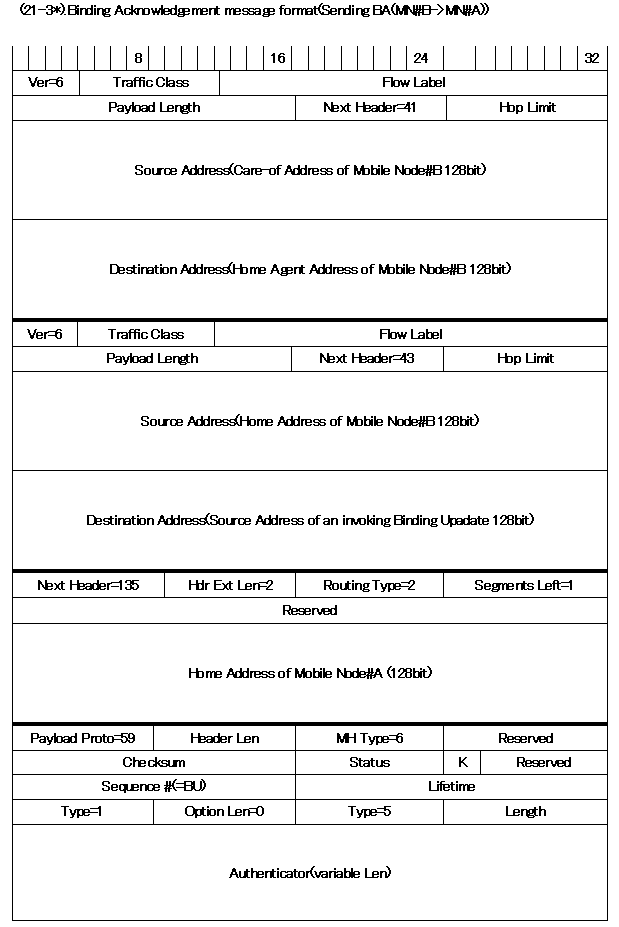 (21-3*).Binding Acknowledgement message format(Sending BA(MN#B->MN#A))
8 16 24 32
Ver=6 Traffic Class Flow Label
Payload Length Next Header=41 Hop Limit
Source Address(Care-of Address of Mobile Node#B 128bit)
Destination Address(Home Agent Address of Mobile Node#B 128bit)
Ver=6 Traffic Class Flow Label
Payload Length Next Header=43 Hop Limit
Source Address(Home Address of Mobile Node#B 128bit)
Destination Address(Source Address of an invoking Binding Upadate 128bit)
Next Header=135 Hdr Ext Len=2 Routing Type=2 Segments Left=1
Reserved
Home Address of Mobile Node#A (128bit)
Payload Proto=59 Header Len MH Type=6 Reserved
Checksum Status K Reserved
Sequence #(=BU) Lifetime
Type=1 Option Len=0 Type=5 Length
Authenticator(variable Len)